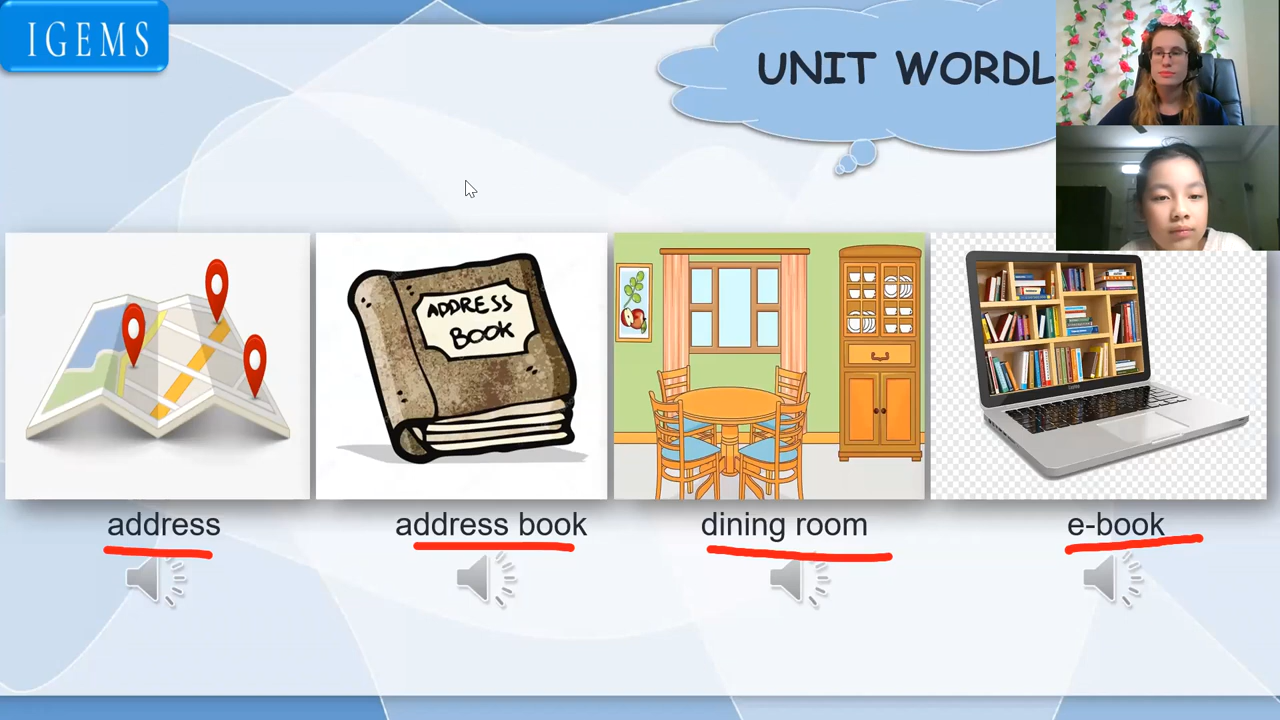 IGEMS
UNIT WORDL
ADDRESS
BOOK
address
address book
dining room
e-book